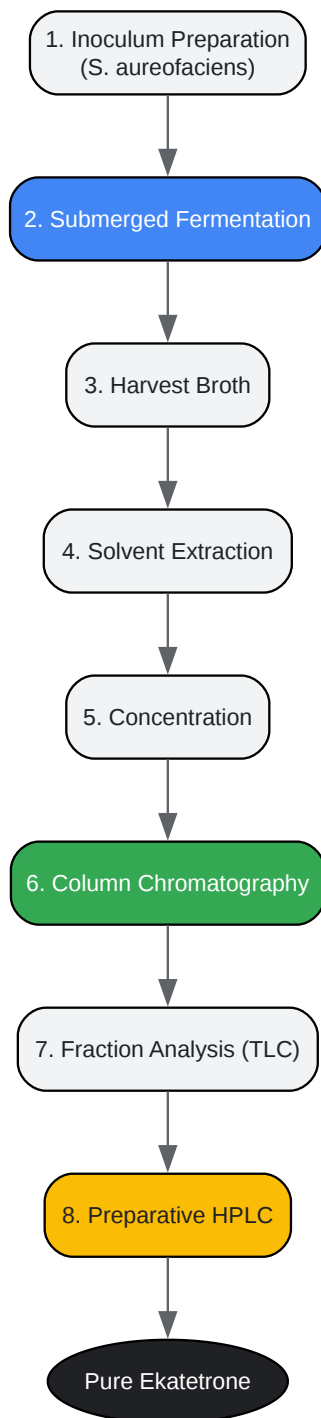 1. Inoculum Preparation
(S. aureofaciens)
2. Submerged Fermentation
3. Harvest Broth
4. Solvent Extraction
5. Concentration
6. Column Chromatography
7. Fraction Analysis (TLC)
8. Preparative HPLC
Pure Ekatetrone